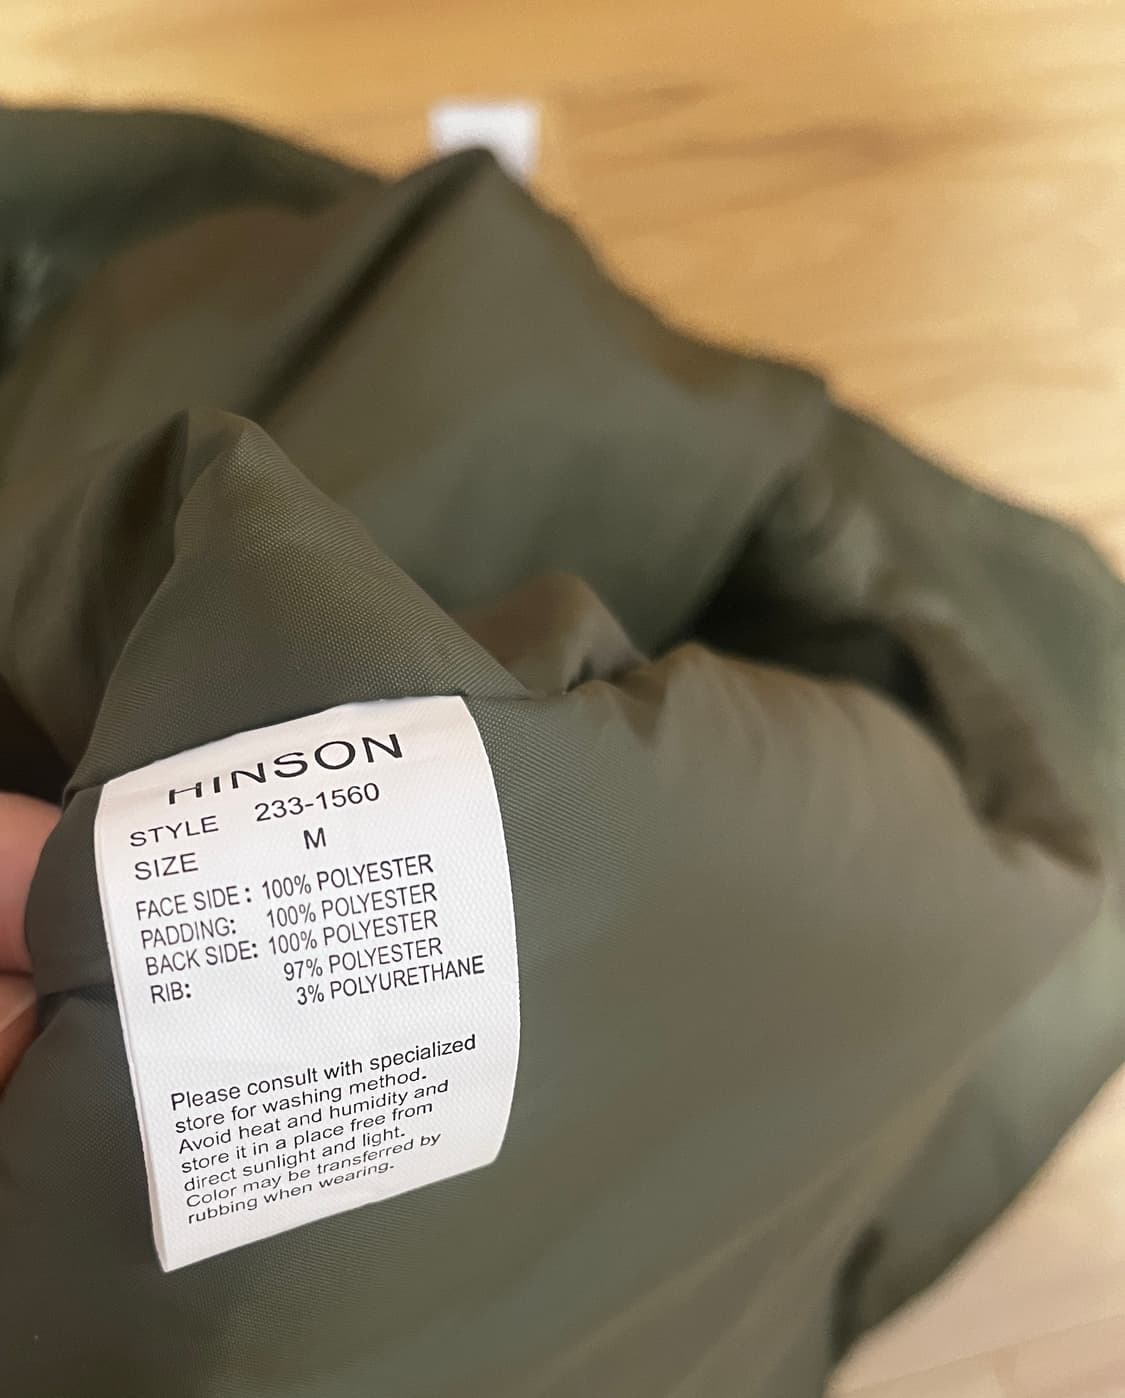 HINSON
STYLE 233-1560
SIZE M
FACE SIDE: 100% POLYESTER
PADDING: 100% POLYESTER
BACK SIDE: 100% POLYESTER
RIB: 97% POLYESTER
3% POLYURETHANE
Please consult with specialized
store for washing method.
Avoid heat and humidity and
store it in a place free from
direct sunlight and light.
Color may be transferred by
rubbing when wearing.